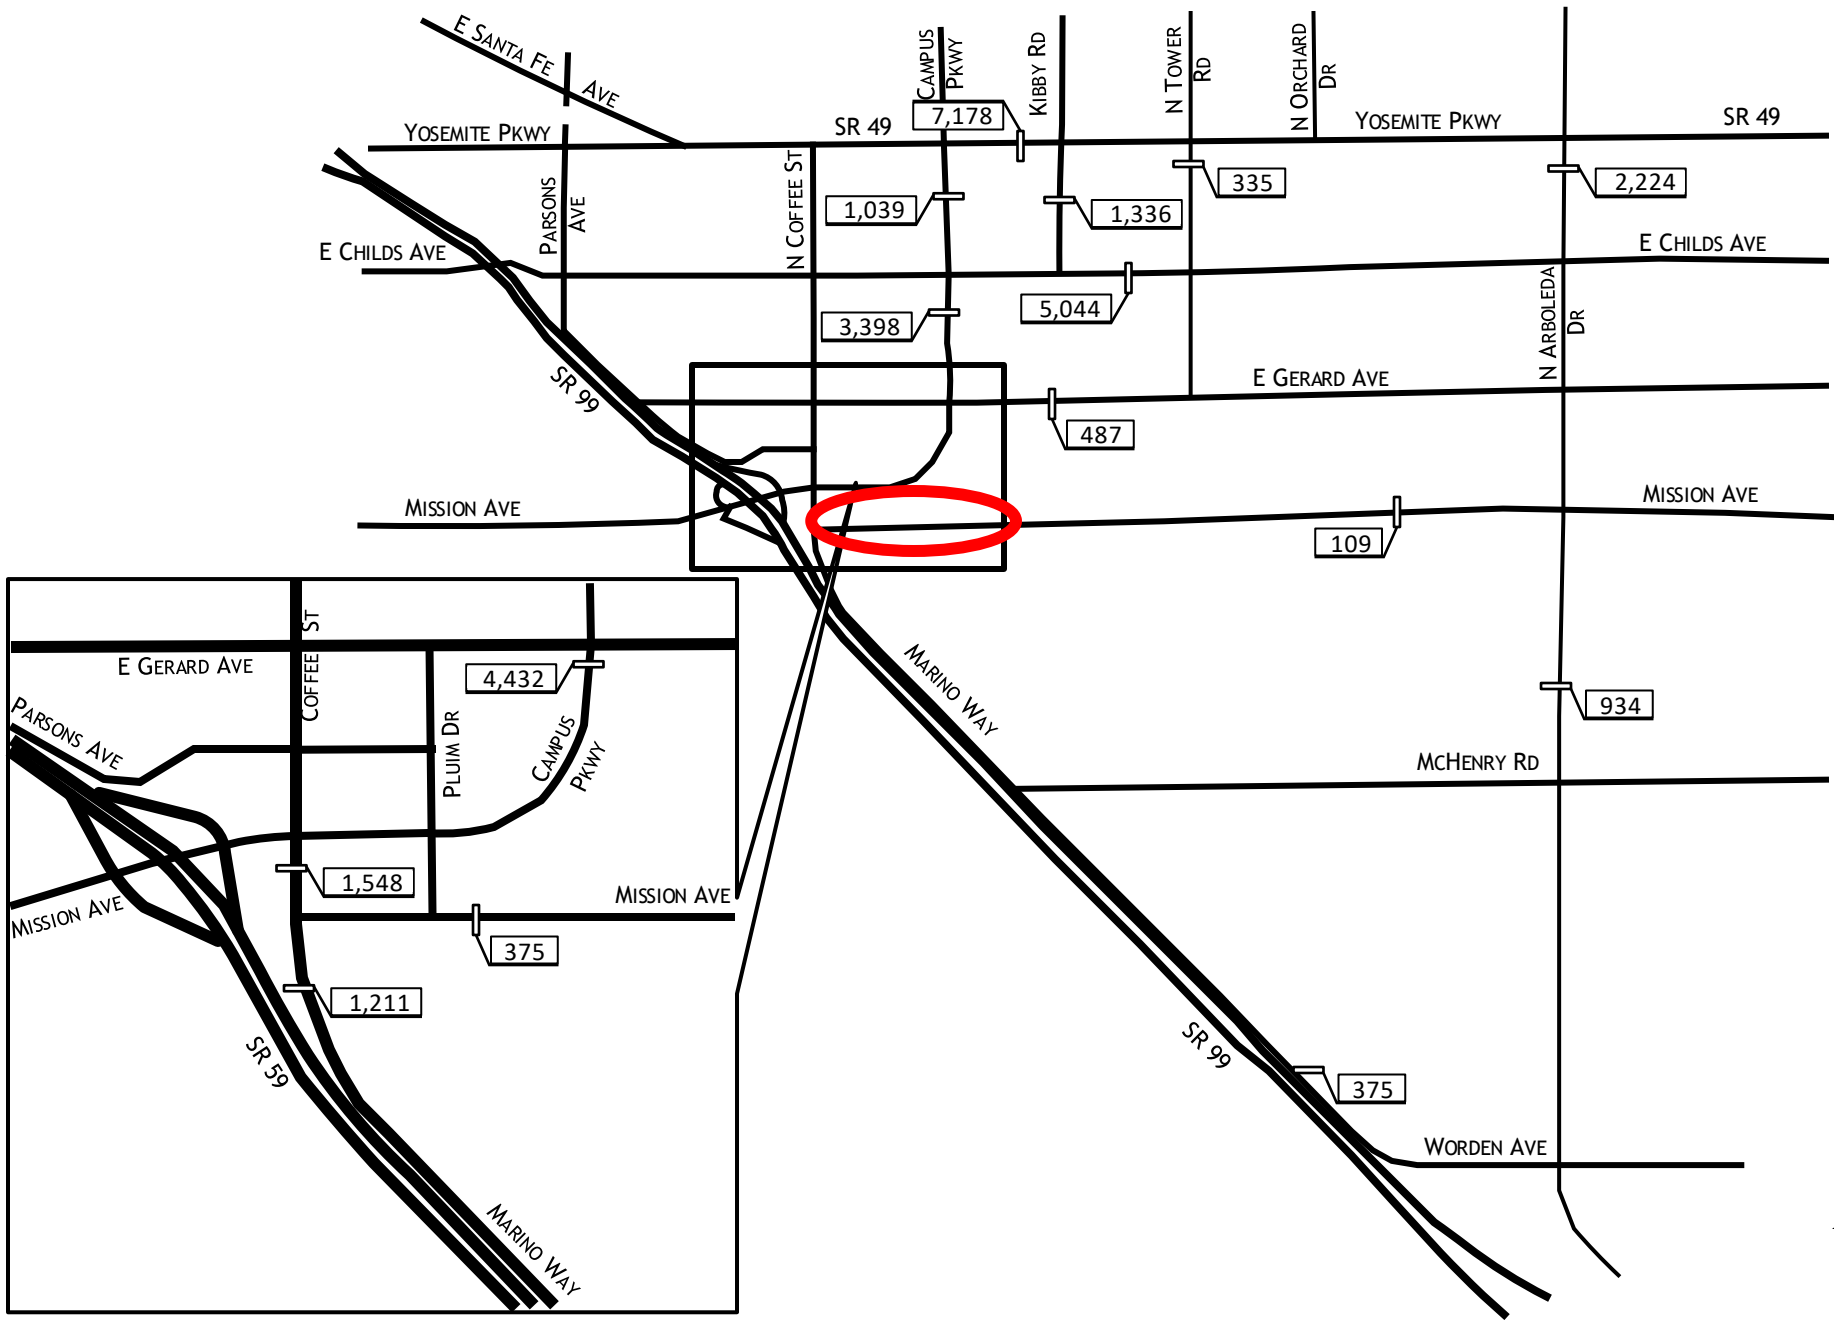 E SANTA FE AVE
CAMPUS
PKWY
KIBBY RD
N TOWER
RD
N ORCHARD
DR
7,178
YOSEMITE PKWY
SR 49
YOSEMITE PKWY
SR 49
PARSONS
AVE
N COFFEE ST
1,039
1,336
335
2,224
E CHILDS AVE
E CHILDS AVE
5,044
3,398
N ARBOLEDA
DR
SR 99
E GERARD AVE
487
MISSION AVE
MISSION AVE
109
E GERARD AVE
COFFEE ST
4,432
PARSONS AVE
PLUIM DR
CAMPUS
PKWY
MARINO WAY
934
MCHENRY RD
1,548
MISSION AVE
MISSION AVE
375
1,211
SR 59
SR 99
375
WORDEN AVE
MARINO WAY